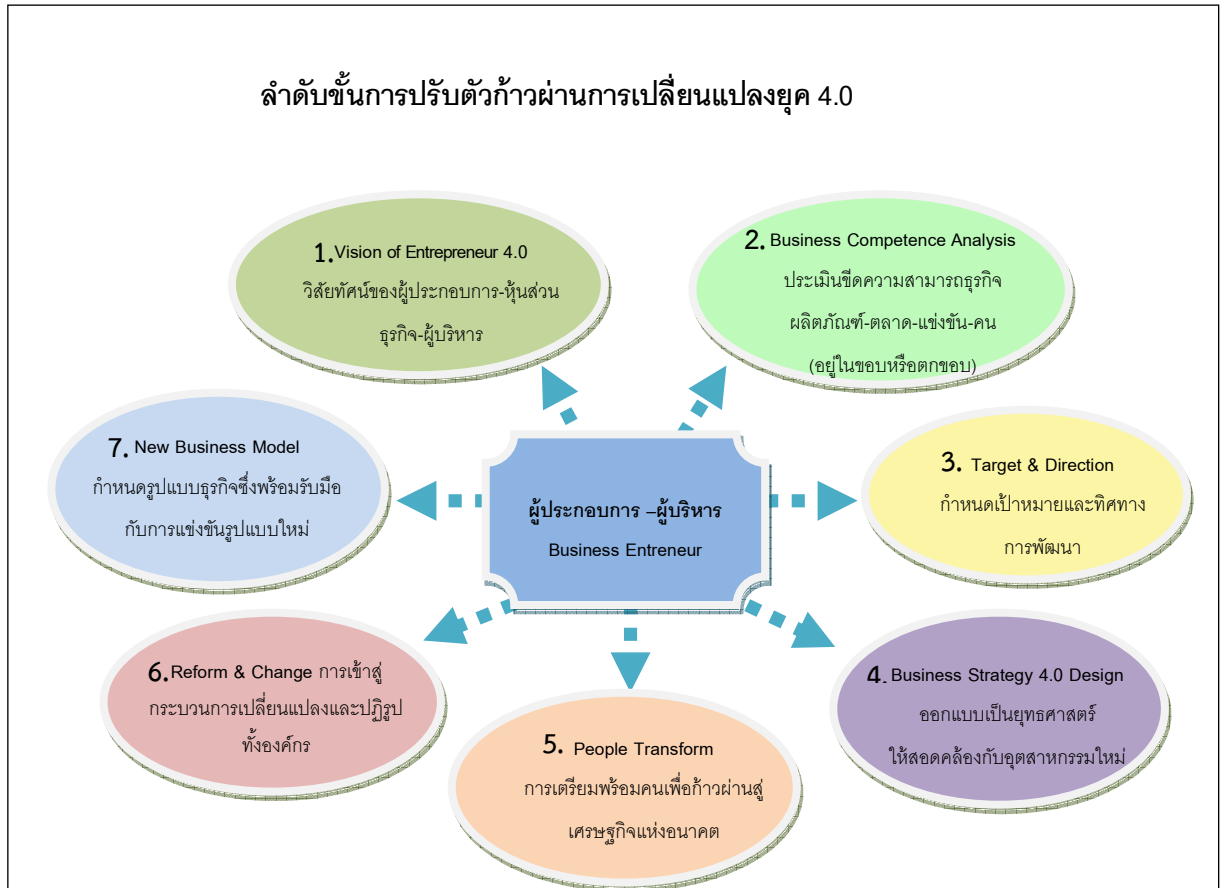 ลำดับขั้นการปรับตัวก้าวผ่านการเปลี่ยนแปลงยุค 4.0
1. Vision of Entrepreneur 4.0
วิสัยทัศน์ของผู้ประกอบการ-หุ้นส่วน
ธุรกิจ-ผู้บริหาร
2. Business Competence Analysis
ประเมินขีดความสามารถธุรกิจ
ผลิตภัณฑ์-ตลาด-แข่งขัน-คน
(อยู่ในขอบหรือตกขอบ)
3. Target & Direction
กำหนดเป้าหมายและทิศทาง
การพัฒนา
4. Business Strategy 4.0 Design
ออกแบบเป็นยุทธศาสตร์
ให้สอดคล้องกับอุตสาหกรรมใหม่
5. People Transform
การเตรียมพร้อมคนเพื่อก้าวผ่านสู่
เศรษฐกิจแห่งอนาคต
6. Reform & Change การเข้าสู่
กระบวนการเปลี่ยนแปลงและปฏิรูป
ทั้งองค์กร
7. New Business Model
กำหนดรูปแบบธุรกิจซึ่งพร้อมรับมือ
กับการแข่งขันรูปแบบใหม่
ผู้ประกอบการ –ผู้บริหาร
Business Entreneur